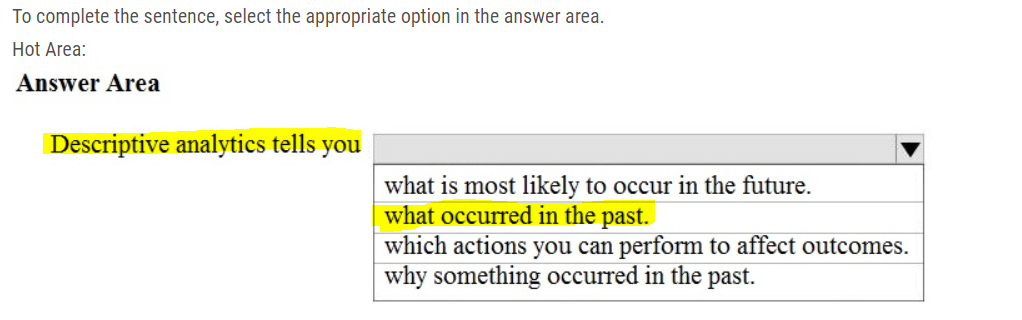 To complete the sentence, select the appropriate option in the answer area.
Hot Area:
Answer Area
Descriptive analytics tells you
what is most likely to occur in the future.
what occurred in the past.
which actions you can perform to affect outcomes.
why something occurred in the past.